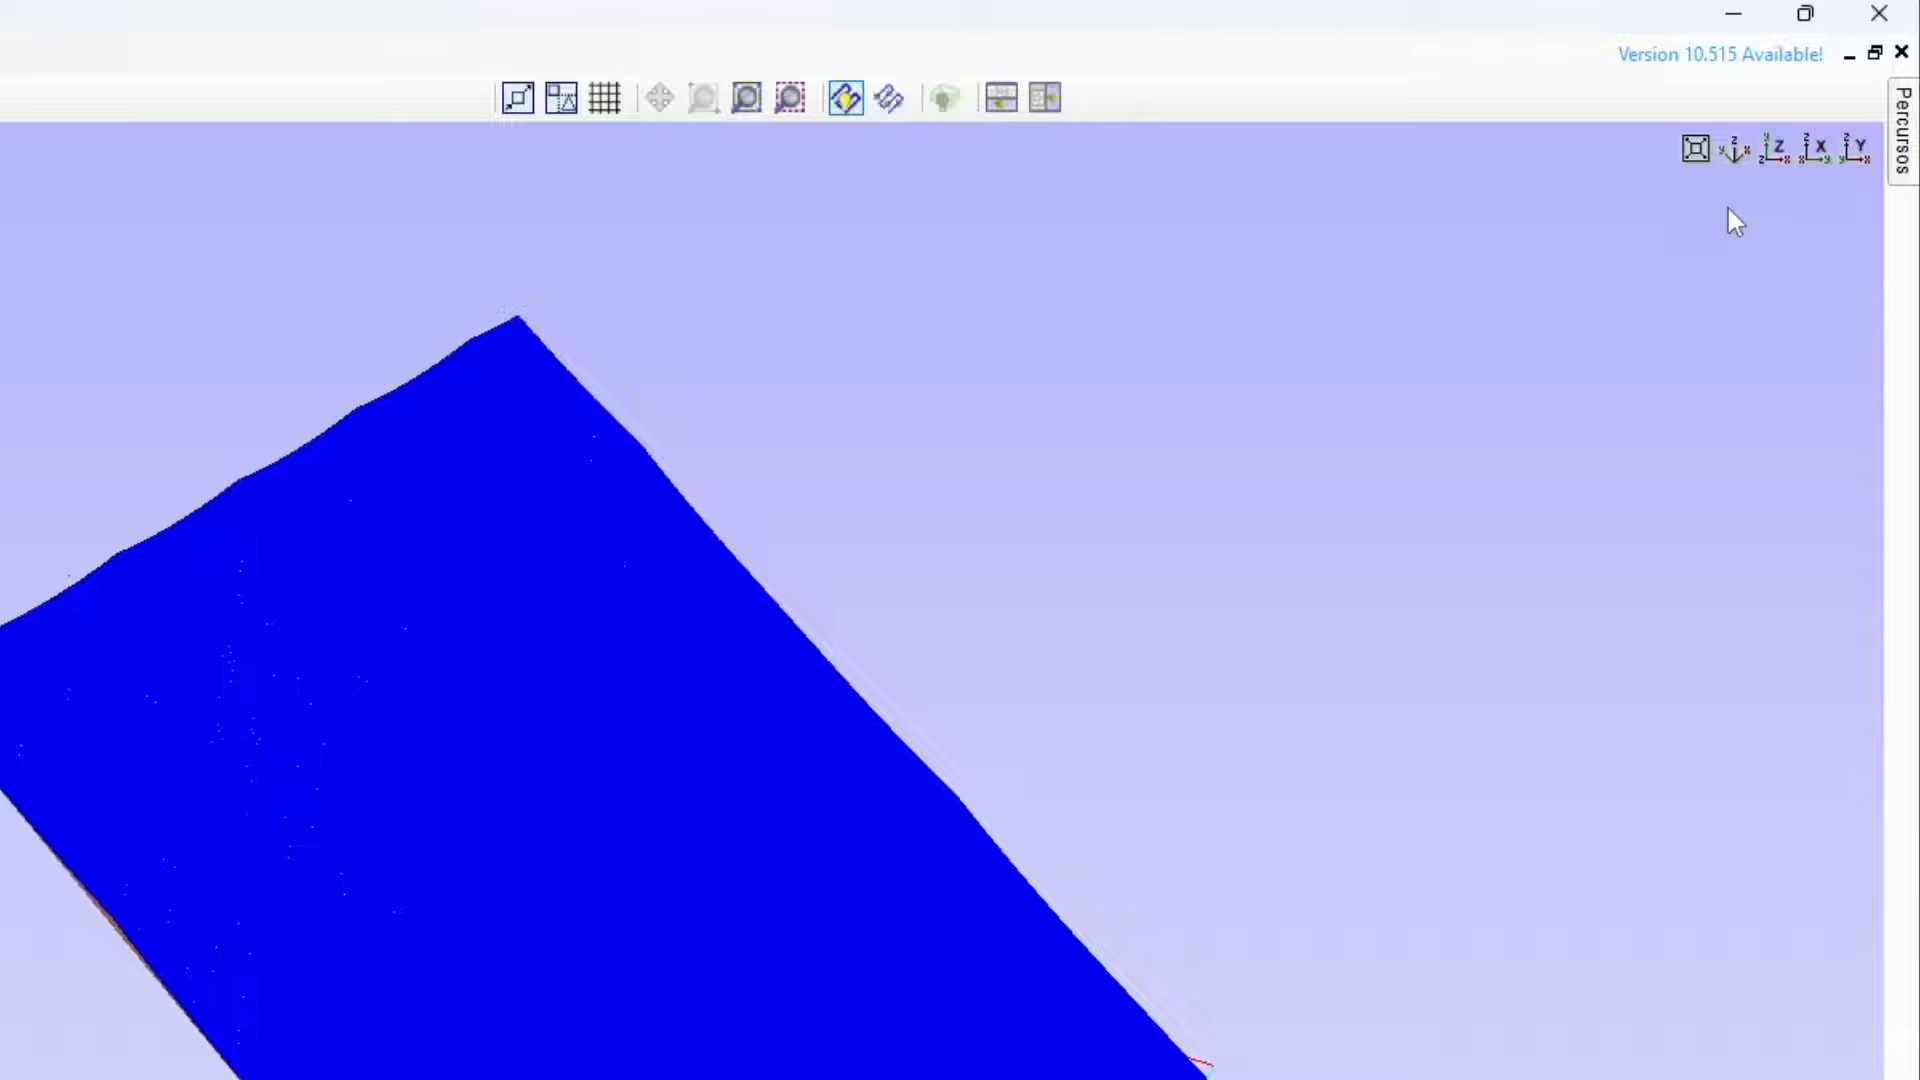 Version 10.515 Available!
Percursos
z
y x
y Z
z x
z X
x y
z Y
y x